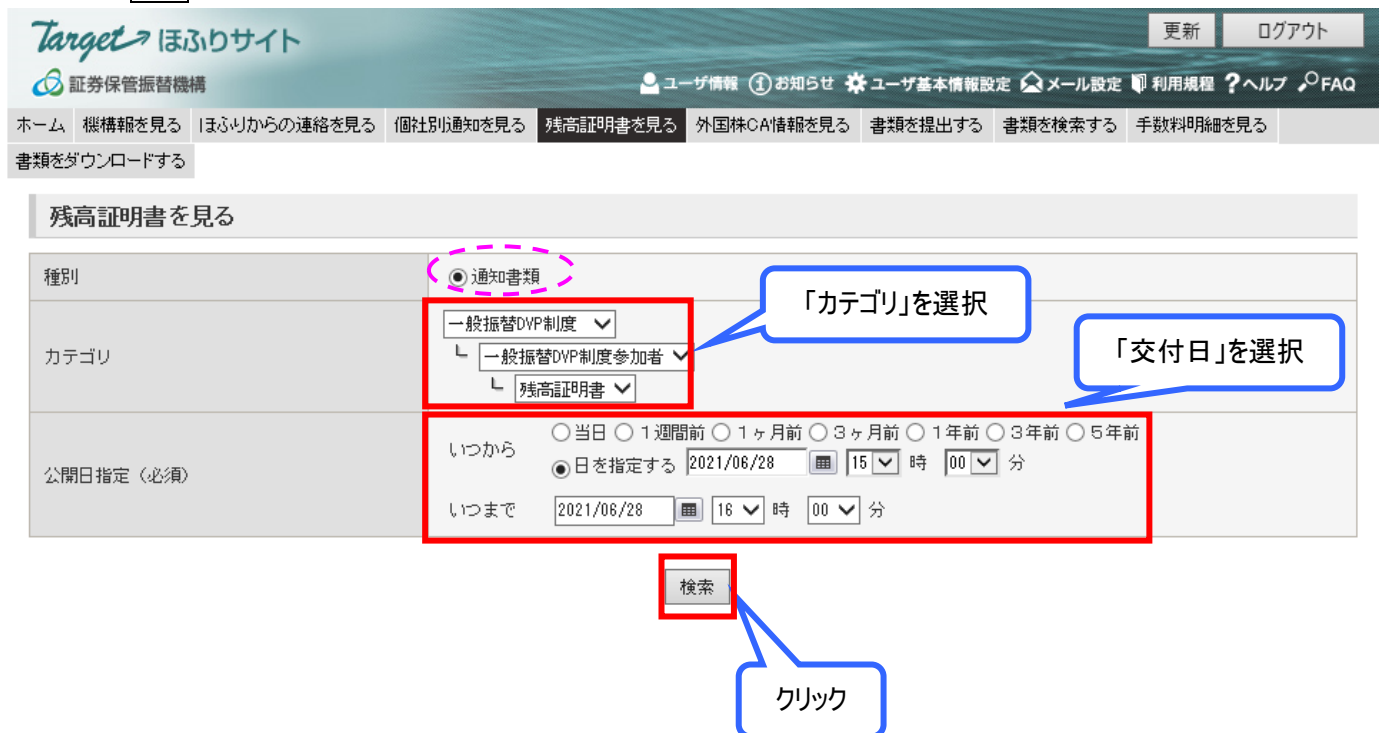 Target ほふりサイト
更新 ログアウト
証券保管振替機構
ユーザ情報 お知らせ ユーザ基本情報設定 メール設定 利用規程 ヘルプ FAQ
ホーム 機構報を見る ほふりからの連絡を見る 個社別通知を見る 残高証明書を見る 外国株CA情報を見る 書類を提出する 書類を検索する 手数料明細を見る
書類をダウンロードする
残高証明書を見る
種別 通知書類
「カテゴリ」を選択
カテゴリ
一般振替DVP制度
一般振替DVP制度参加者
残高証明書
「交付日」を選択
公開日指定（必須）
いつから 当日 1週間前 1ヶ月前 3ヶ月前 1年前 3年前 5年前
日を指定する 2021/06/28 15 時 00 分
いつまで 2021/06/28 16 時 00 分
検索
クリック